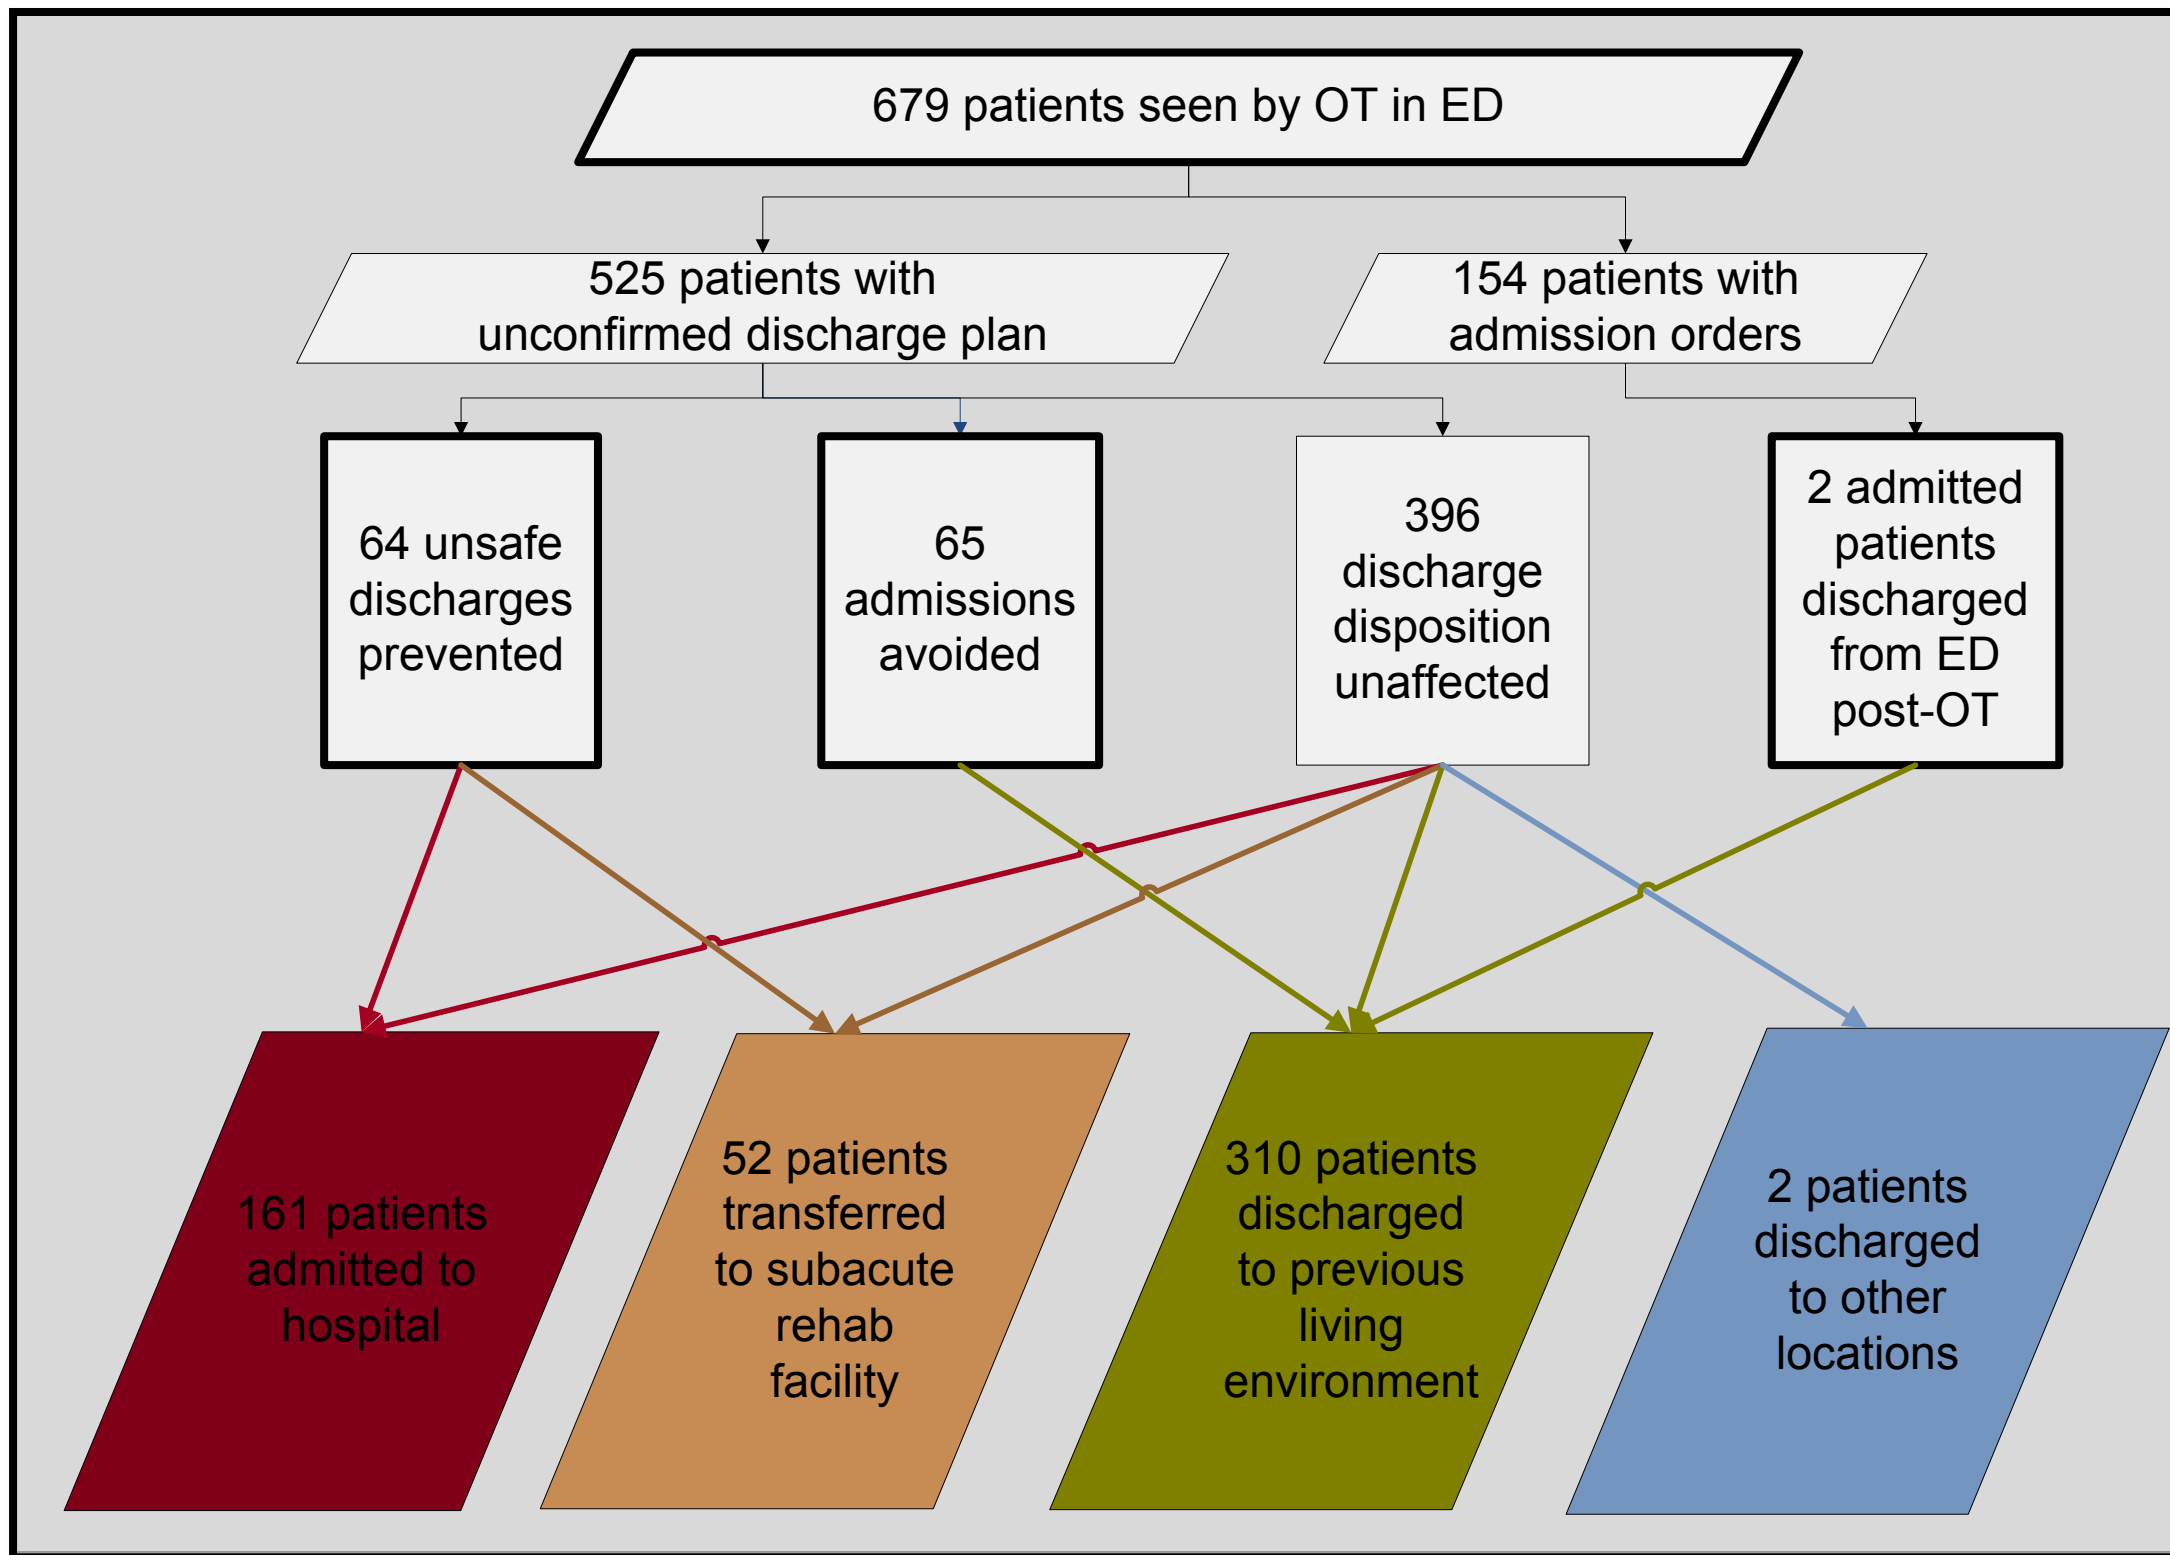 679 patients seen by OT in ED
525 patients with
unconfirmed discharge plan
154 patients with
admission orders
64 unsafe
discharges
prevented
65
admissions
avoided
396
discharge
disposition
unaffected
2 admitted
patients
discharged
from ED
post-OT
161 patients
admitted to
hospital
52 patients
transferred
to subacute
rehab
facility
310 patients
discharged
to previous
living
environment
2 patients
discharged
to other
locations